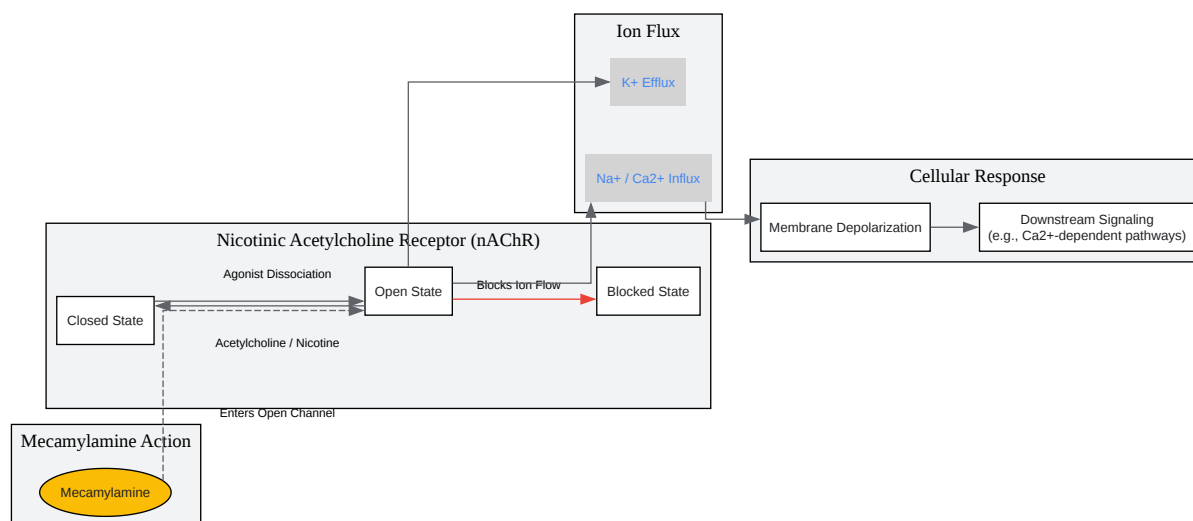 Ion Flux
K+ Efflux
Na+ / Ca2+ Influx
Cellular Response
Membrane Depolarization
Downstream Signaling
(e.g., Ca2+-dependent pathways)
Nicotinic Acetylcholine Receptor (nAChR)
Agonist Dissociation
Open State
Blocks Ion Flow
Blocked State
Closed State
Acetylcholine / Nicotine
Enters Open Channel
Mecamylamine Action
Mecamylamine